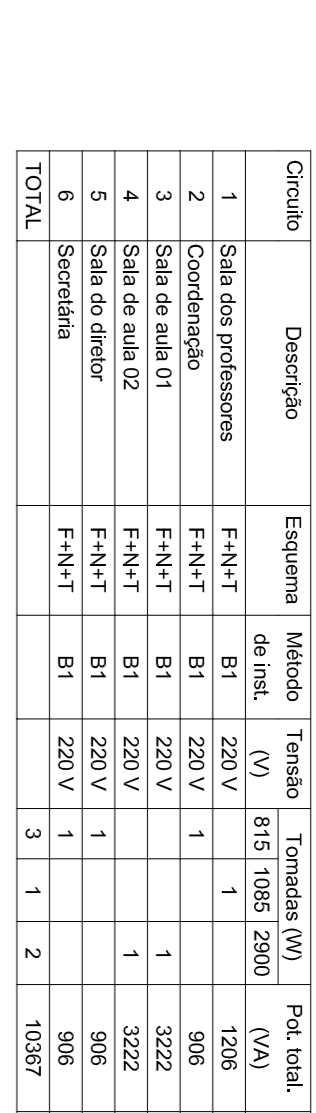 Circuito Descrição Esquema Método de inst. Tensão (V) Tomadas (W) Pot. total. (VA)
815 1085 2900
1 Sala dos professores F+N+T B1 220 V 1 1206
2 Coordenação F+N+T B1 220 V 1 906
3 Sala de aula 01 F+N+T B1 220 V 1 3222
4 Sala de aula 02 F+N+T B1 220 V 1 3222
5 Sala do diretor F+N+T B1 220 V 1 906
6 Secretária F+N+T B1 220 V 1 906
TOTAL 3 1 2 10367